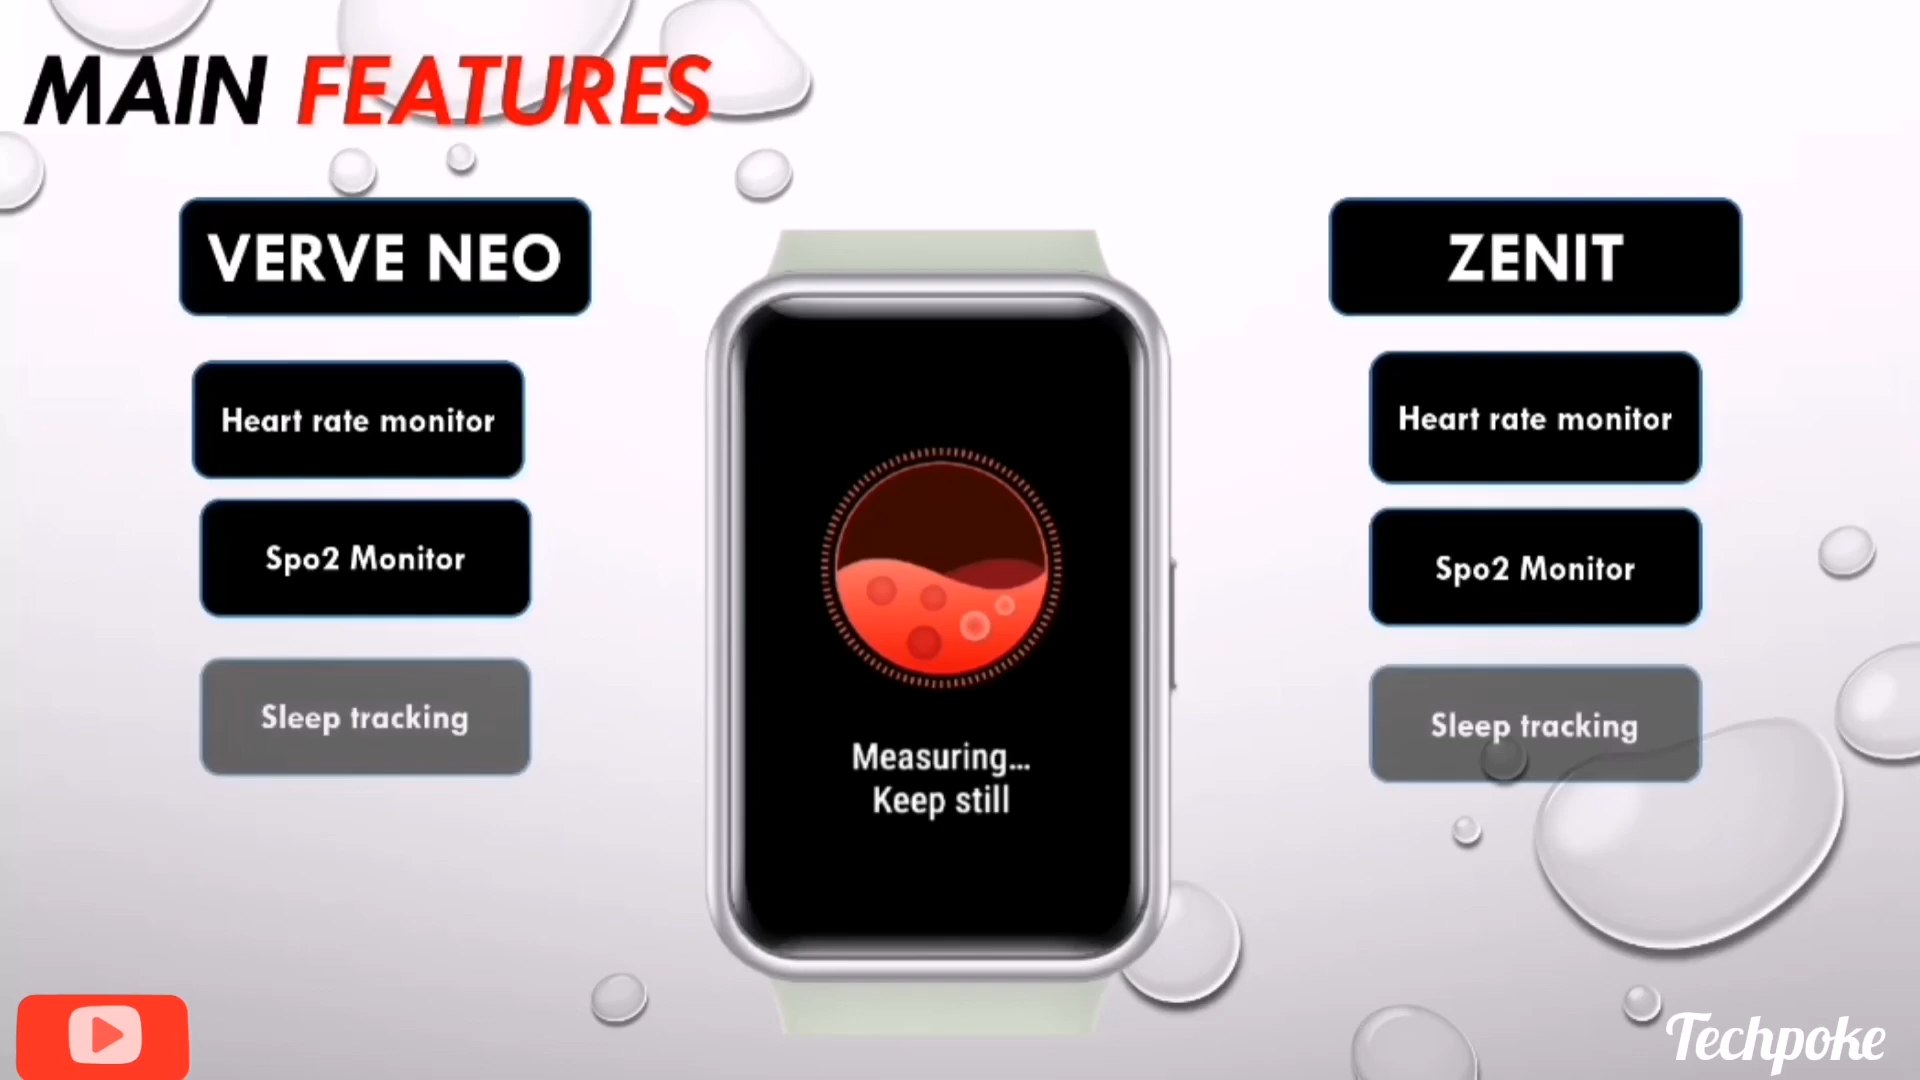 MAIN FEATURES
VERVE NEO
Heart rate monitor
Spo2 Monitor
Sleep tracking
Measuring...
Keep still
ZENIT
Heart rate monitor
Spo2 Monitor
Sleep tracking
Techpoke